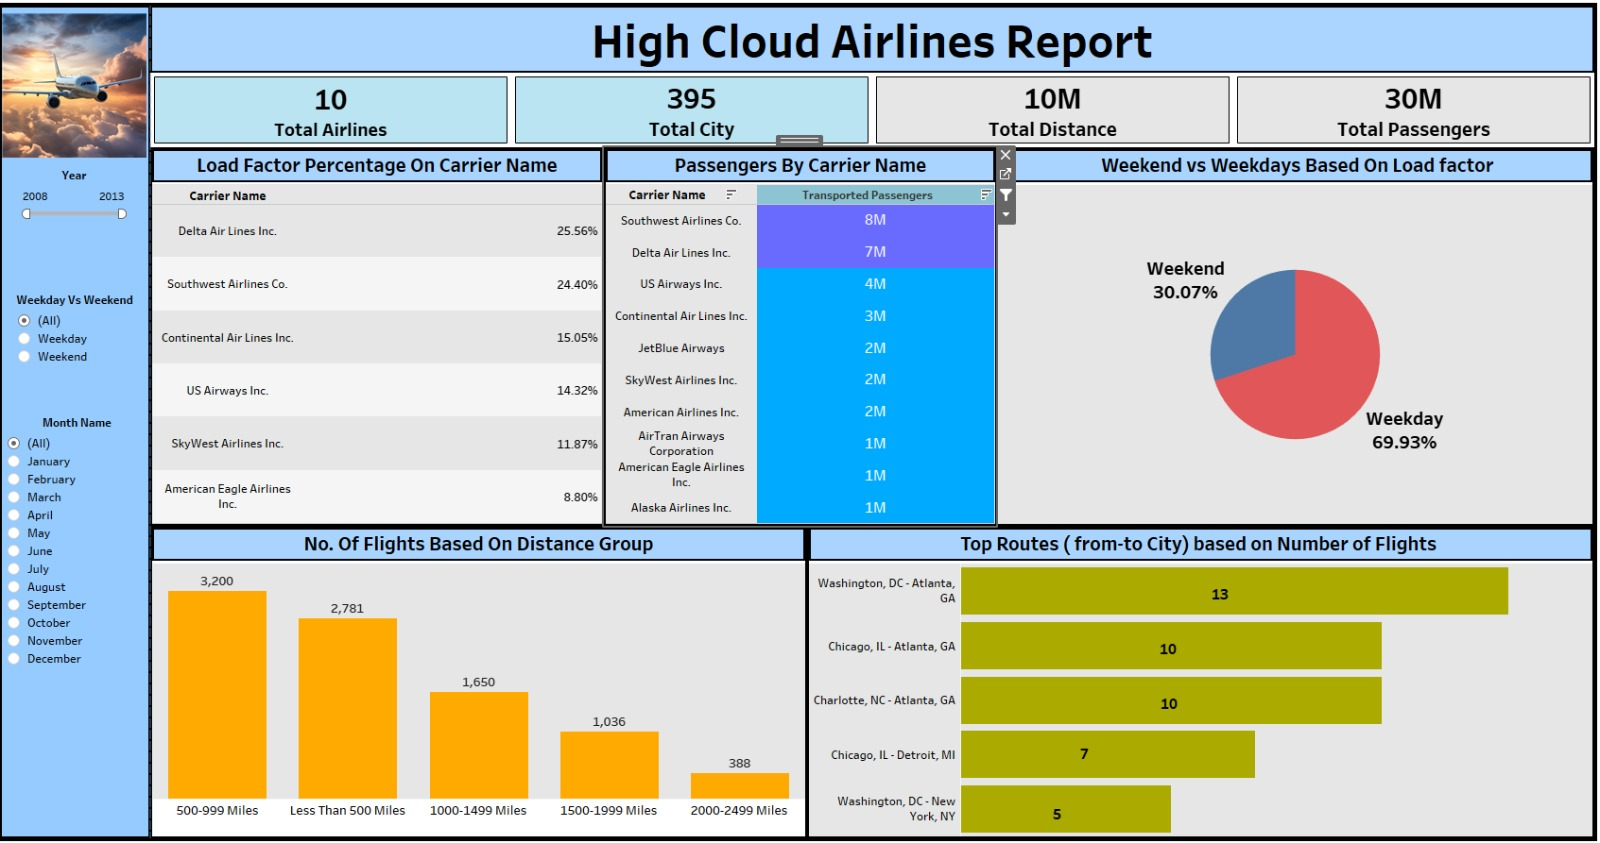 High Cloud Airlines Report
10
Total Airlines
395
Total City
10M
Total Distance
30M
Total Passengers
Year
2008 2013
Weekday Vs Weekend
(All)
Weekday
Weekend
Month Name
(All)
January
February
March
April
May
June
July
August
September
October
November
December
Load Factor Percentage On Carrier Name
Carrier Name
Delta Air Lines Inc. 25.56%
Southwest Airlines Co. 24.40%
Continental Air Lines Inc. 15.05%
US Airways Inc. 14.32%
SkyWest Airlines Inc. 11.87%
American Eagle Airlines
Inc. 8.80%
Passengers By Carrier Name
Carrier Name Transported Passengers
Southwest Airlines Co. 8M
Delta Air Lines Inc. 7M
US Airways Inc. 4M
Continental Air Lines Inc. 3M
JetBlue Airways 2M
SkyWest Airlines Inc. 2M
American Airlines Inc. 2M
AirTran Airways
Corporation 1M
American Eagle Airlines
Inc. 1M
Alaska Airlines Inc. 1M
Weekend vs Weekdays Based On Load factor
Weekend
30.07%
Weekday
69.93%
No. Of Flights Based On Distance Group
3,200
2,781
1,650
1,036
388
500-999 Miles Less Than 500 Miles 1000-1499 Miles 1500-1999 Miles 2000-2499 Miles
Top Routes ( from-to City) based on Number of Flights
Washington, DC - Atlanta,
GA 13
Chicago, IL - Atlanta, GA 10
Charlotte, NC - Atlanta, GA 10
Chicago, IL - Detroit, MI 7
Washington, DC - New
York, NY 5